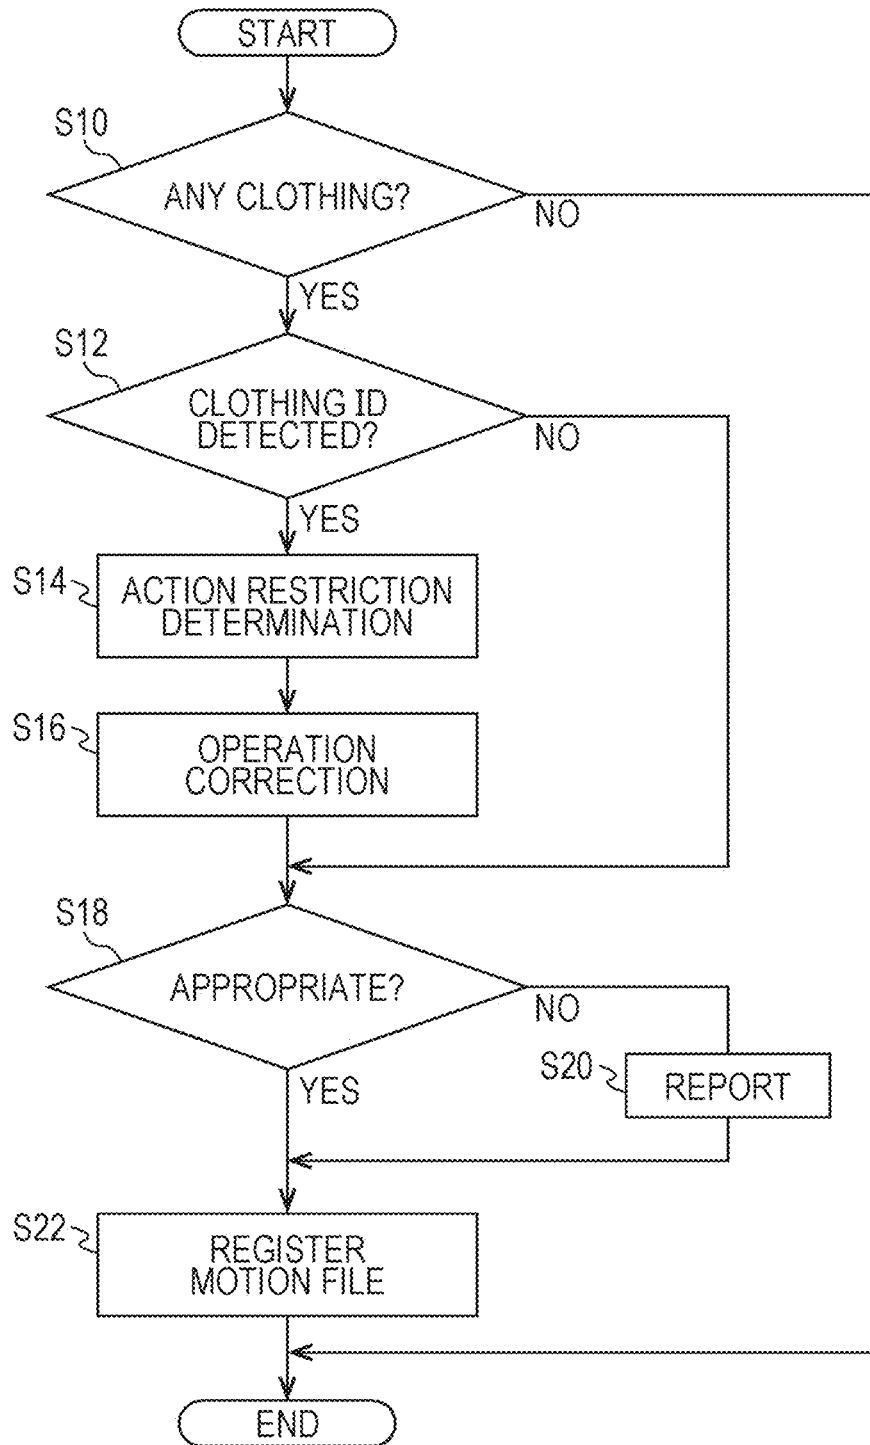 START
S10
ANY CLOTHING?
NO
YES
S12
CLOTHING ID
DETECTED?
NO
YES
S14
ACTION RESTRICTION
DETERMINATION
S16
OPERATION
CORRECTION
S18
APPROPRIATE?
NO
YES
S20
REPORT
S22
REGISTER
MOTION FILE
END